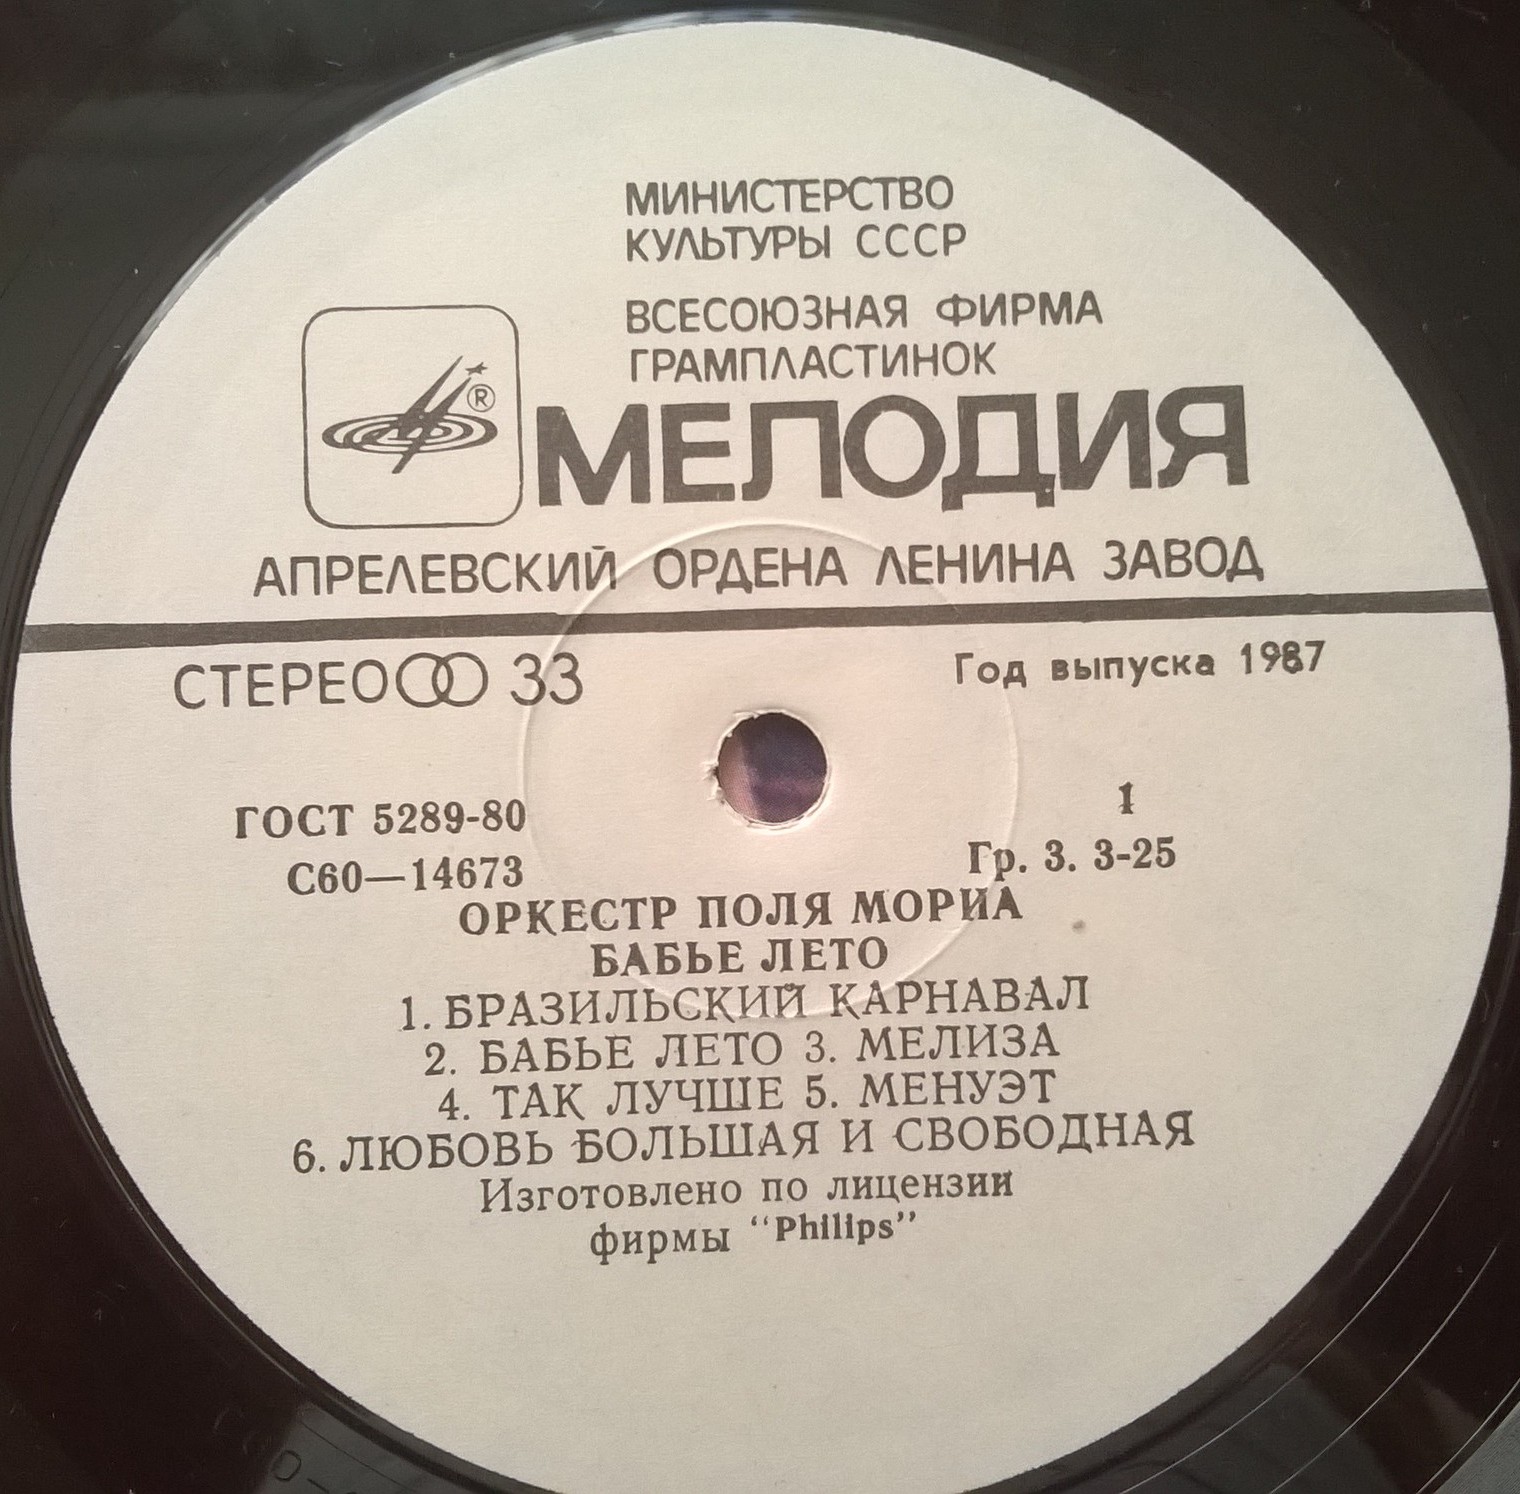 МИНИСТЕРСТВО
КУЛЬТУРЫ СССР
ВСЕСОЮЗНАЯ ФИРМА
ГРАМПЛАСТИНОК
®
МЕЛОДИЯ
АПРЕЛЕВСКИЙ ОРДЕНА ЛЕНИНА ЗАВОД
СТЕРЕО 33
Год выпуска 1987
ГОСТ 5289-80
1
С60—14673
Гр. 3. 3-25
ОРКЕСТР ПОЛЯ МОРИА
БАБЬЕ ЛЕТО
1. БРАЗИЛЬСКИЙ КАРНАВАЛ
2. БАБЬЕ ЛЕТО 3. МЕЛИЗА
4. ТАК ЛУЧШЕ 5. МЕНУЭТ
6. ЛЮБОВЬ БОЛЬШАЯ И СВОБОДНАЯ
Изготовлено по лицензии
фирмы "Philips"